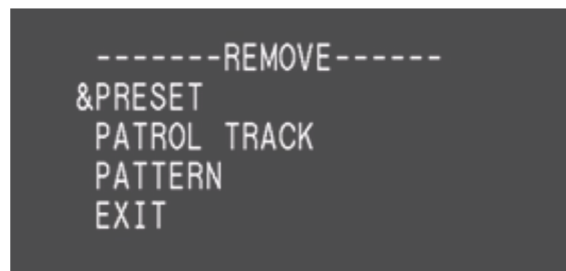 -------REMOVE------
&PRESET
PATROL TRACK
PATTERN
EXIT